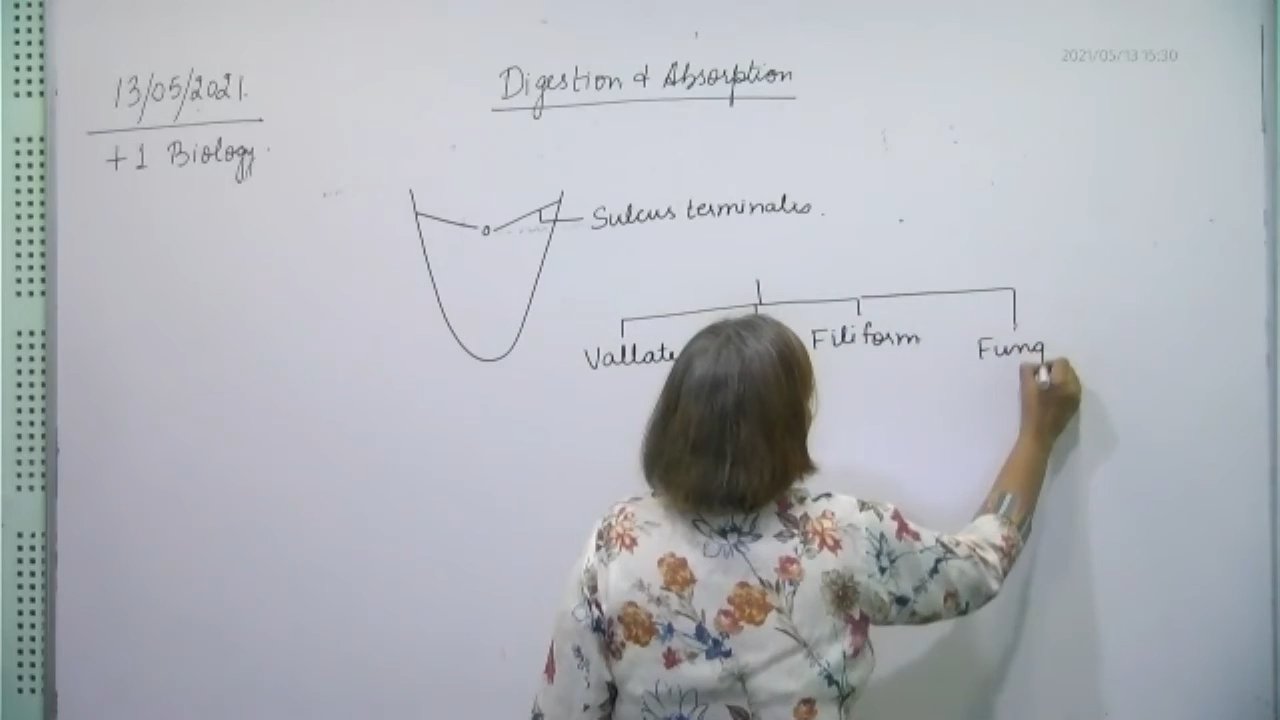 2021/05/13 15:30
13/05/2021.
Digestion & Absorption
+1 Biology.
Sulcus terminalis.
Vallate
Filiform
Fung